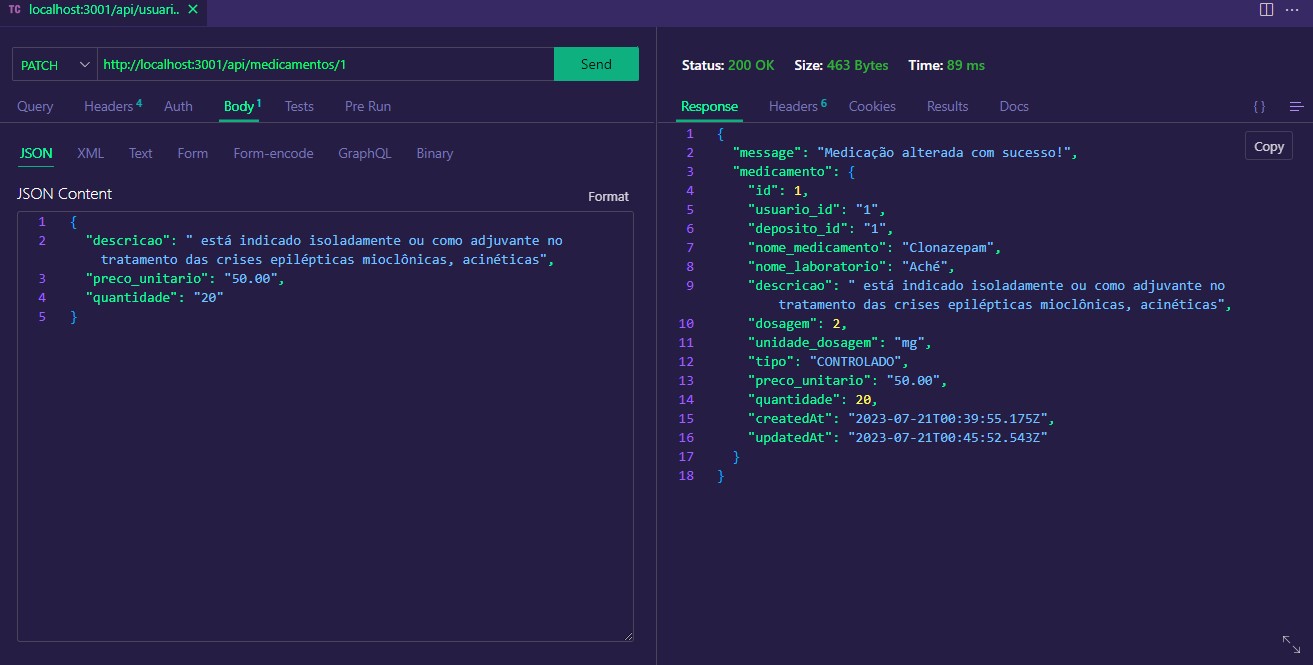 TC localhost:3001/api/usuari.. ✕
PATCH http://localhost:3001/api/medicamentos/1 Send
Query Headers 4 Auth Body 1 Tests Pre Run
JSON XML Text Form Form-encode GraphQL Binary
JSON Content Format
1 {
2 "descricao": " está indicado isoladamente ou como adjuvante no
tratamento das crises epilépticas mioclônicas, acinéticas",
3 "preco_unitario": "50.00",
4 "quantidade": "20"
5 }
Status: 200 OK Size: 463 Bytes Time: 89 ms
Response Headers 6 Cookies Results Docs { }
Copy
1 {
2 "message": "Medicação alterada com sucesso!",
3 "medicamento": {
4 "id": 1,
5 "usuario_id": "1",
6 "deposito_id": "1",
7 "nome_medicamento": "Clonazepam",
8 "nome_laboratorio": "Aché",
9 "descricao": " está indicado isoladamente ou como adjuvante no
tratamento das crises epilépticas mioclônicas, acinéticas",
10 "dosagem": 2,
11 "unidade_dosagem": "mg",
12 "tipo": "CONTROLADO",
13 "preco_unitario": "50.00",
14 "quantidade": 20,
15 "createdAt": "2023-07-21T00:39:55.175Z",
16 "updatedAt": "2023-07-21T00:45:52.543Z"
17 }
18 }